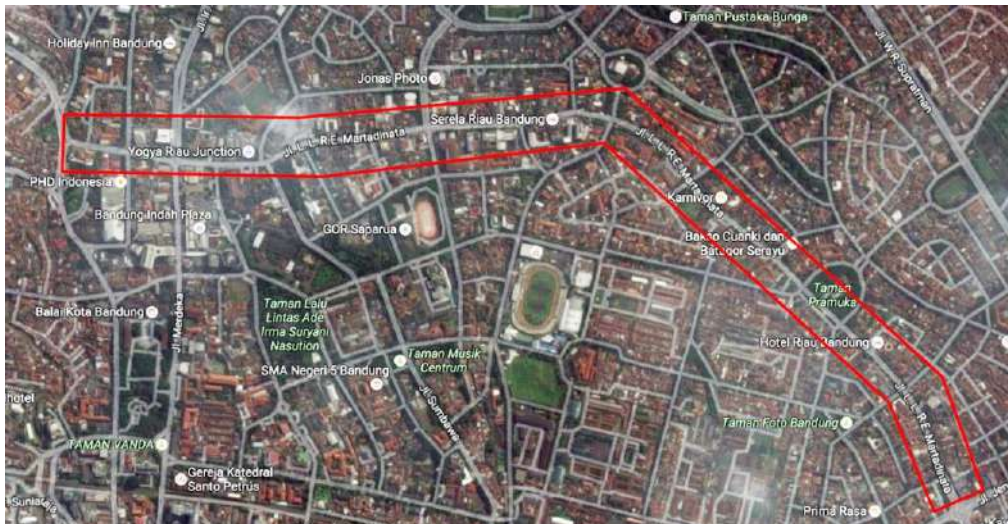 Taman Pustaka Bunga
Holiday Inn Bandung
Jl. W.R. Supratman
Jonas Photo
Serela Riau Bandung
Jl. L. L. R.E. Martadinata
Yogya Riau Junction
Jl. L. L. R.E. Martadinata
PHD Indonesia
Karnivor
Bandung Indah Plaza
GOR Saparua
Bakso Cuanki dan
Batagor Serayu
Taman
Pramuka
Taman Lalu
Lintas Ade
Irma Suryani
Nasution
Balai Kota Bandung
Jl. Merdeka
Hotel Riau Bandung
Taman Musik
Centrum
SMA Negeri 5 Bandung
Jl. Sumbawa
hotel
Jl. L. L. R.E. Martadinata
Taman Foto Bandung
TAMAN VANDA
Gereja Katedral
Santo Petrus
Prima Rasa